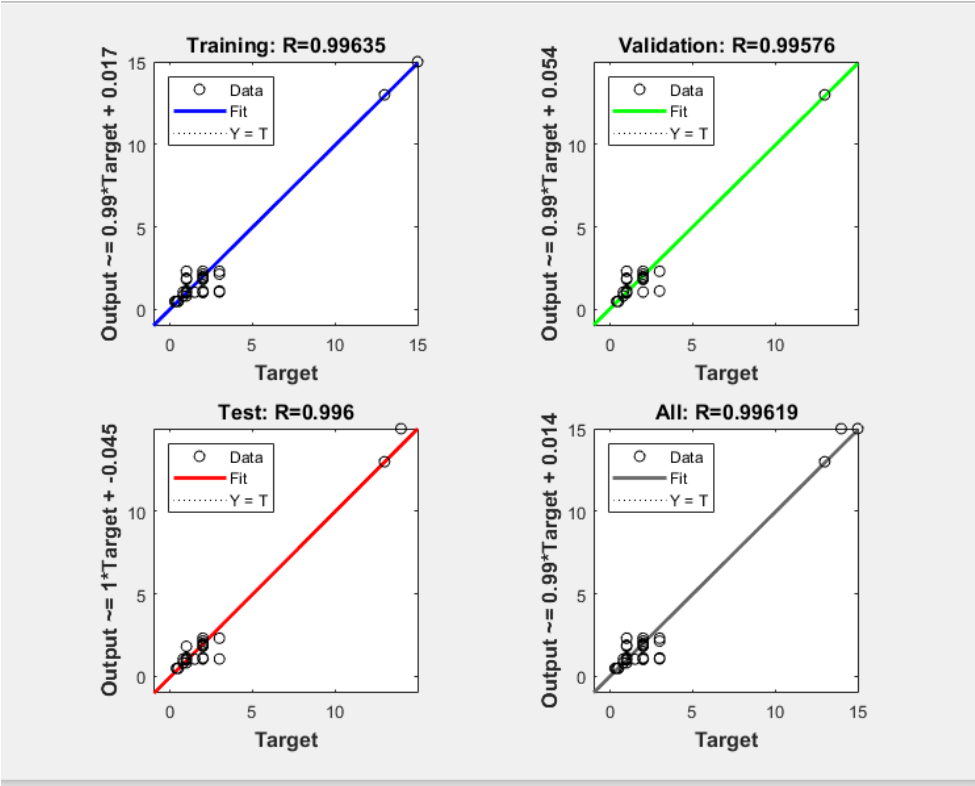 Training: R=0.99635
Output ~= 0.99*Target + 0.017
15
10
5
0
Data
Fit
Y = T
0
5
10
15
Target
Validation: R=0.99576
Output ~= 0.99*Target + 0.054
10
5
0
Data
Fit
Y = T
0
5
10
Target
Test: R=0.996
Output ~= 1*Target + -0.045
10
5
0
Data
Fit
Y = T
0
5
10
Target
All: R=0.99619
Output ~= 0.99*Target + 0.014
15
10
5
0
Data
Fit
Y = T
0
5
10
15
Target